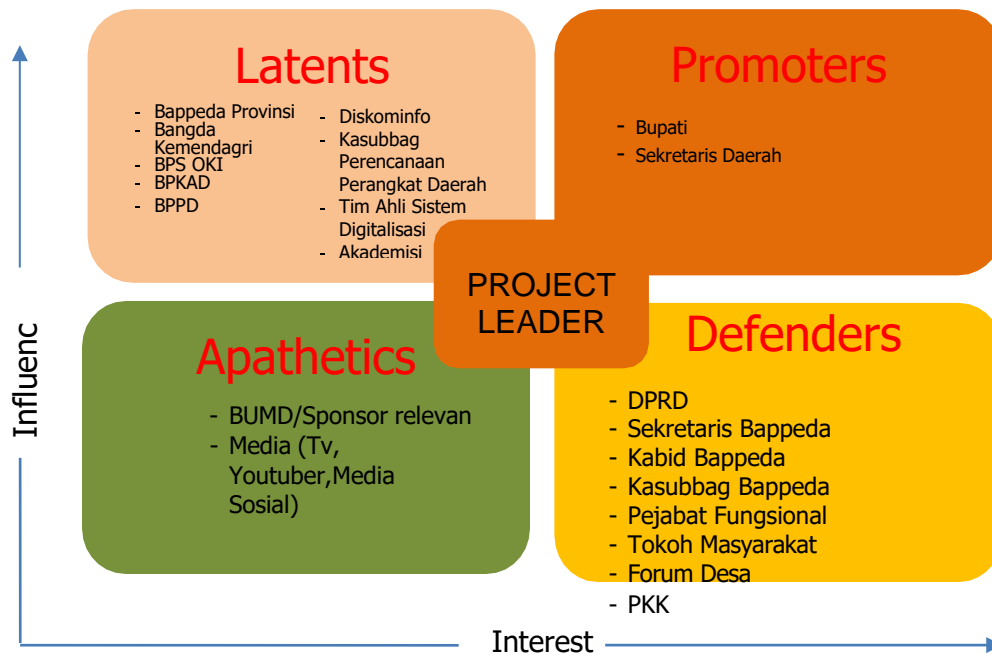 Latents
- Bappeda Provinsi
- Bangda
Kemendagri
- BPS OKI
- BPKAD
- BPPD
- Diskominfo
- Kasubbag
Perencanaan
Perangkat Daerah
- Tim Ahli Sistem
Digitalisasi
- Akademisi
Promoters
- Bupati
- Sekretaris Daerah
PROJECT
LEADER
Apathetics
- BUMD/Sponsor relevan
- Media (Tv,
Youtuber,Media
Sosial)
Defenders
- DPRD
- Sekretaris Bappeda
- Kabid Bappeda
- Kasubbag Bappeda
- Pejabat Fungsional
- Tokoh Masyarakat
- Forum Desa
- PKK
Influenc
Interest